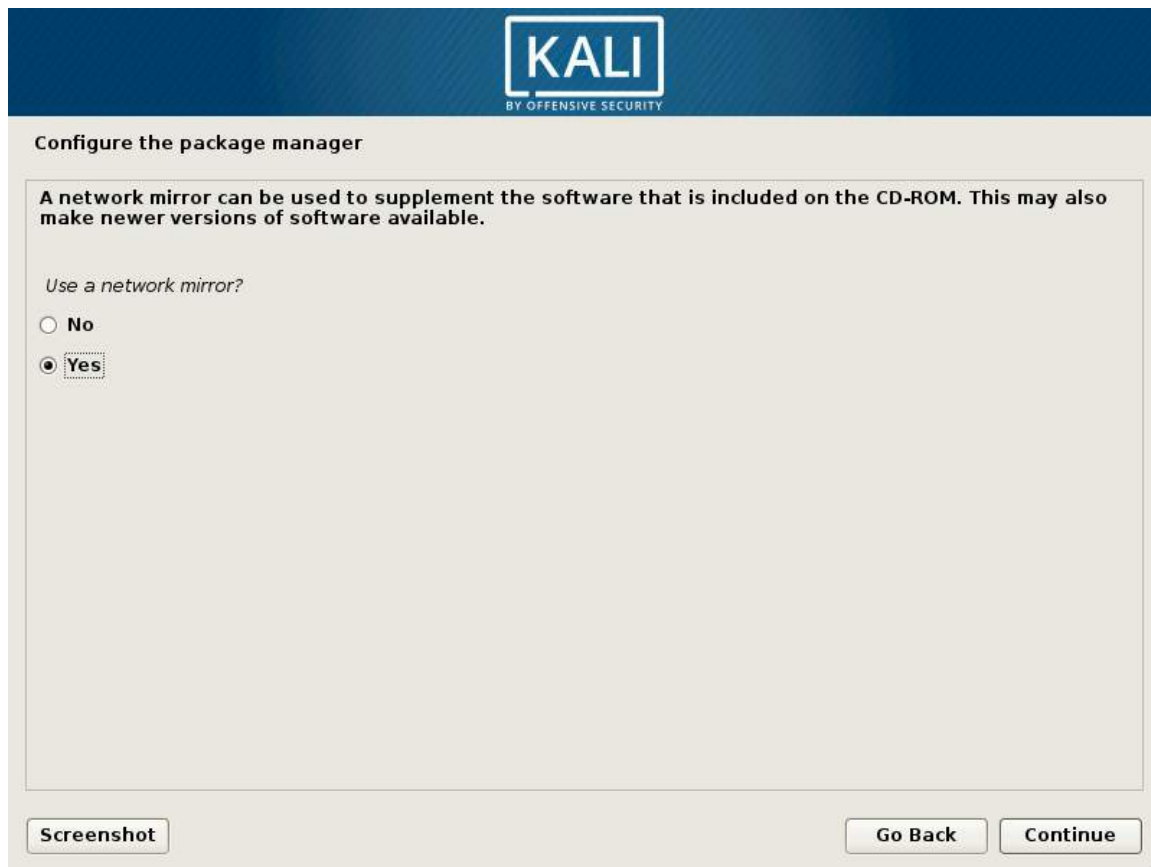 KALI
BY OFFENSIVE SECURITY
Configure the package manager
A network mirror can be used to supplement the software that is included on the CD-ROM. This may also
make newer versions of software available.
Use a network mirror?
No
Yes
Screenshot
Go Back
Continue